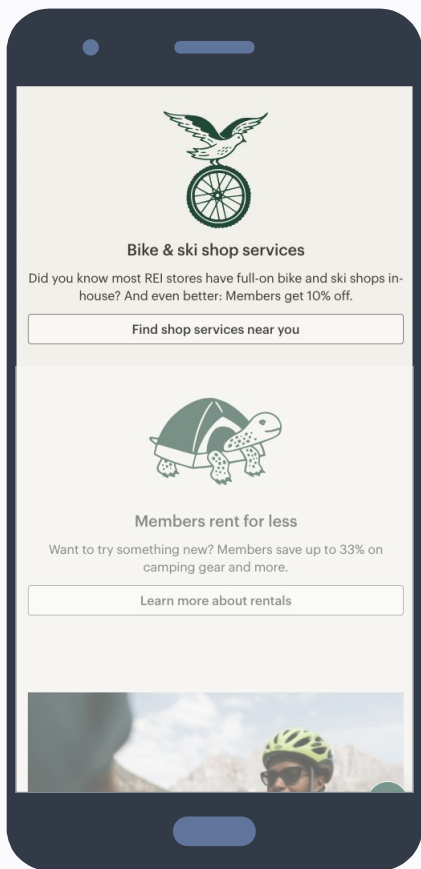 Bike & ski shop services
Did you know most REI stores have full-on bike and ski shops in-
house? And even better: Members get 10% off.
Find shop services near you
Members rent for less
Want to try something new? Members save up to 33% on
camping gear and more.
Learn more about rentals